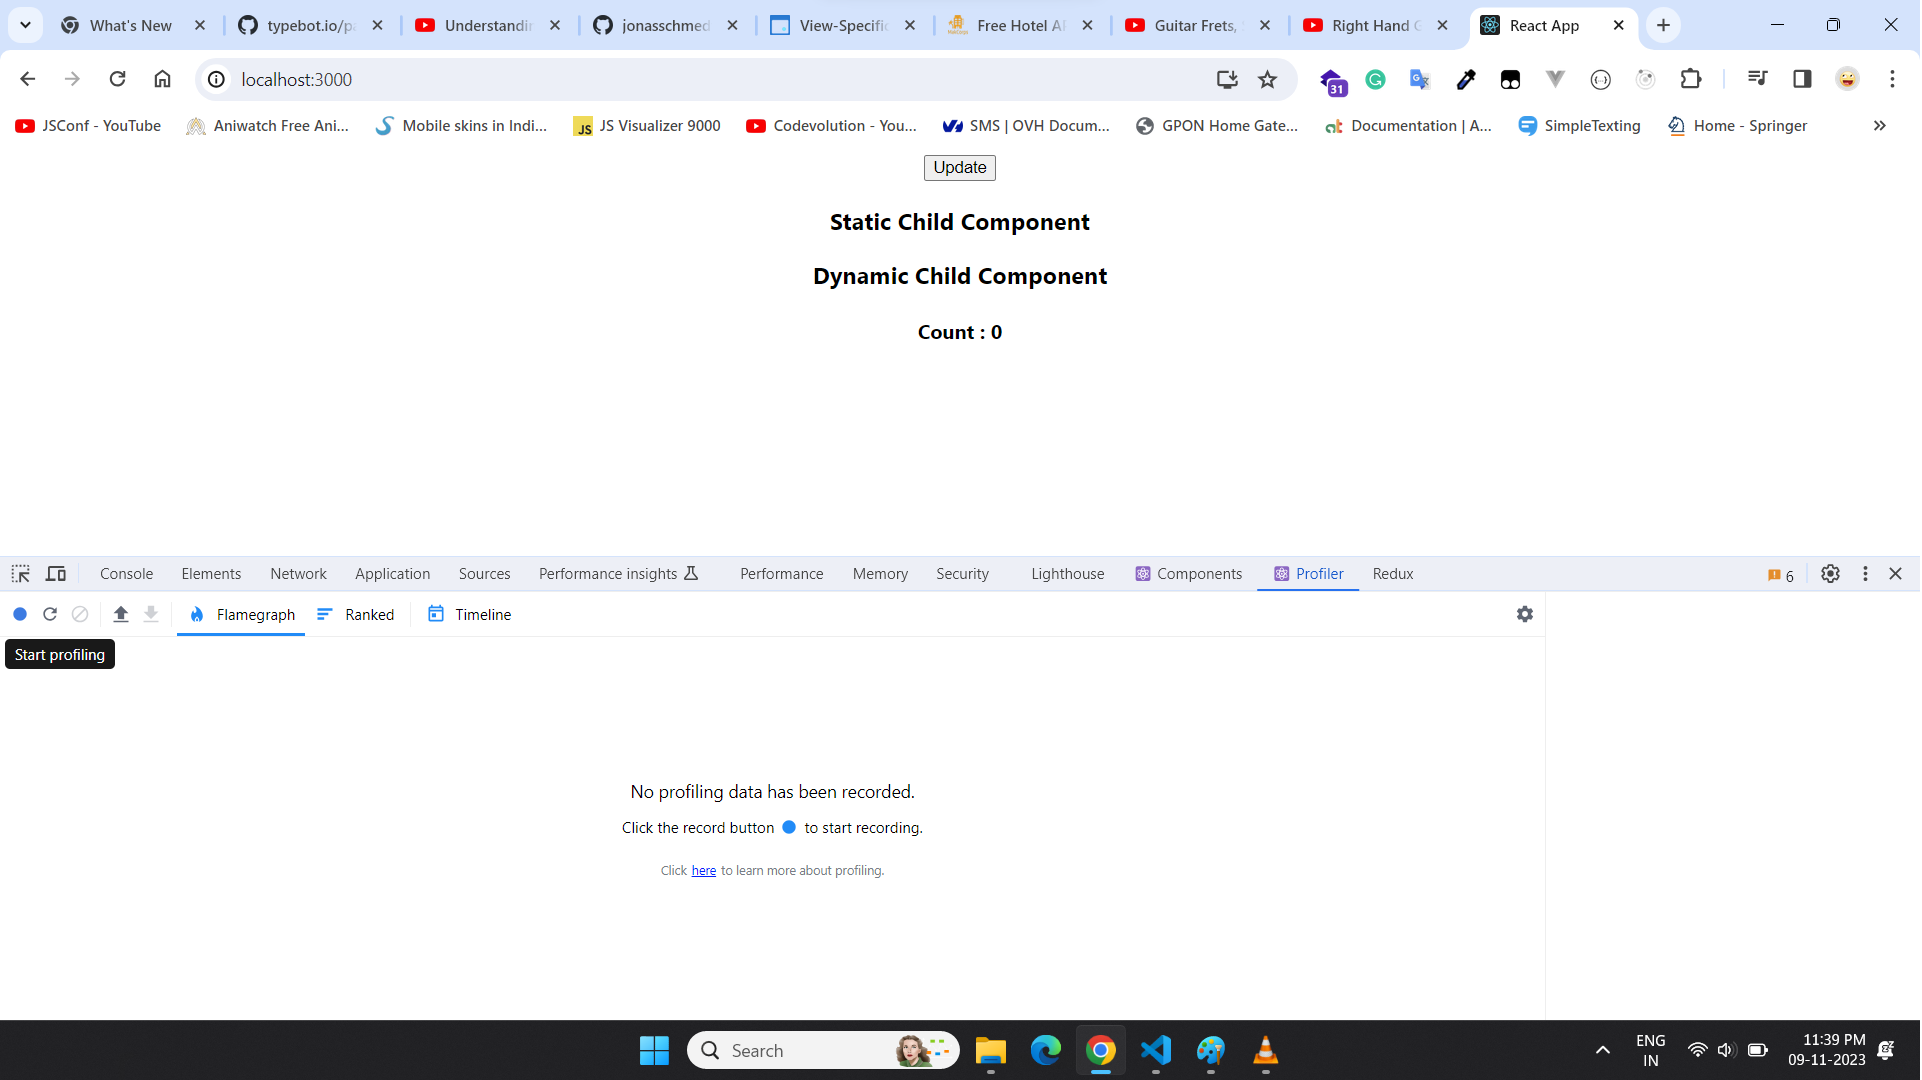 What's New
typebot.io/pa
Understandin
jonasschmed
View-Specific
Free Hotel AP
Guitar Frets,
Right Hand G
React App
localhost:3000
31
JSConf - YouTube
Aniwatch Free Ani...
Mobile skins in Indi...
JS
JS Visualizer 9000
Codevolution - You...
SMS | OVH Docum...
GPON Home Gate...
Documentation | A...
SimpleTexting
Home - Springer
Update
Static Child Component
Dynamic Child Component
Count : 0
Console
Elements
Network
Application
Sources
Performance insights
Performance
Memory
Security
Lighthouse
Components
Profiler
Redux
6
Flamegraph
Ranked
Timeline
Start profiling
No profiling data has been recorded.
Click the record button to start recording.
Click here to learn more about profiling.
Search
ENG
IN
11:39 PM
09-11-2023